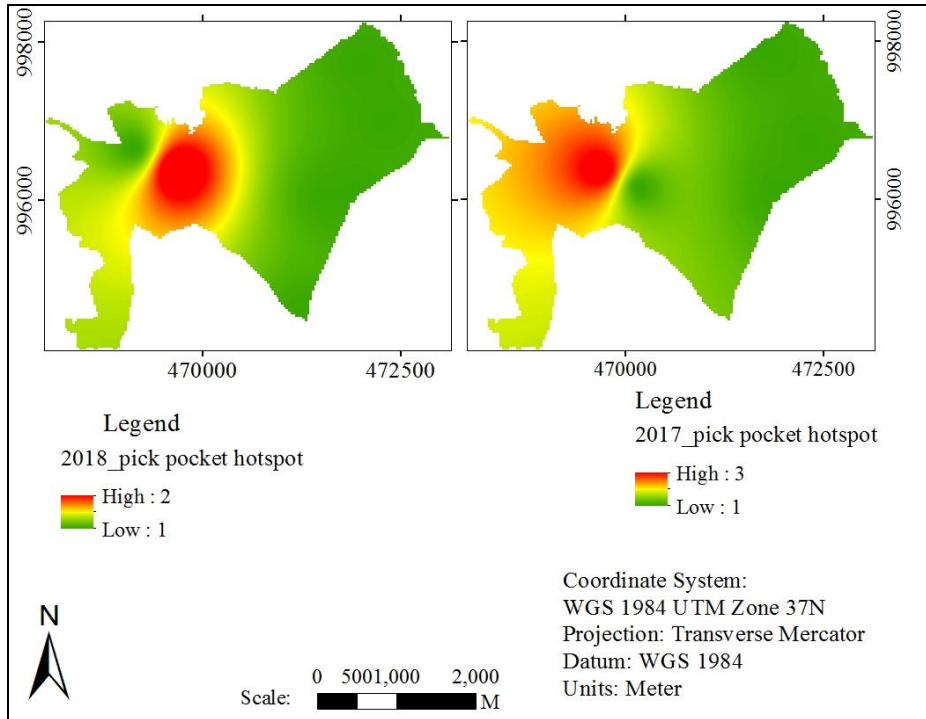 998000
996000
470000
472500
998000
996000
470000
472500
Legend
2018_pick pocket hotspot
High : 2
Low : 1
Legend
2017_pick pocket hotspot
High : 3
Low : 1
N
Scale:
0 5001,000 2,000
M
Coordinate System:
WGS 1984 UTM Zone 37N
Projection: Transverse Mercator
Datum: WGS 1984
Units: Meter